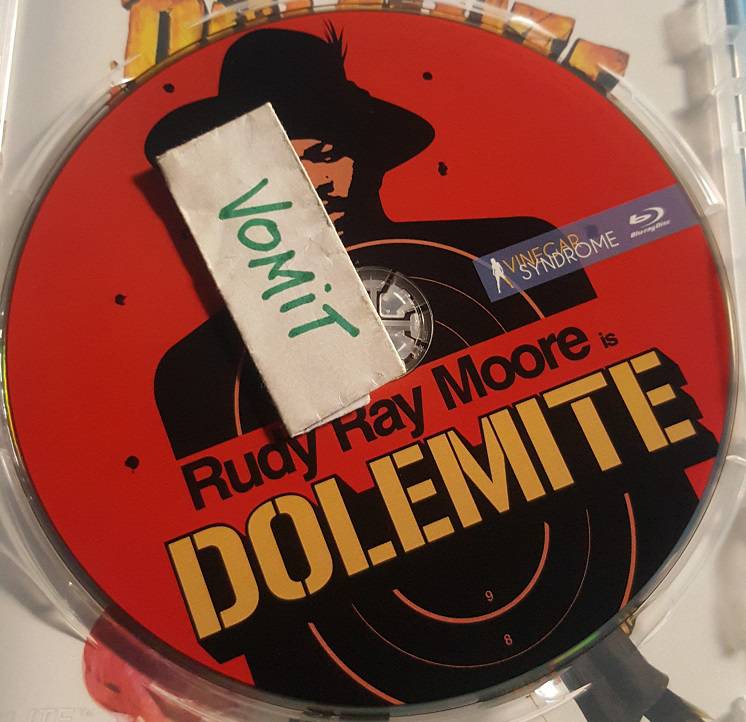 VOMiT
VINEGAR
SYNDROME
Blu-ray Disc
Rudy Ray Moore is
DOLEMITE
9
8